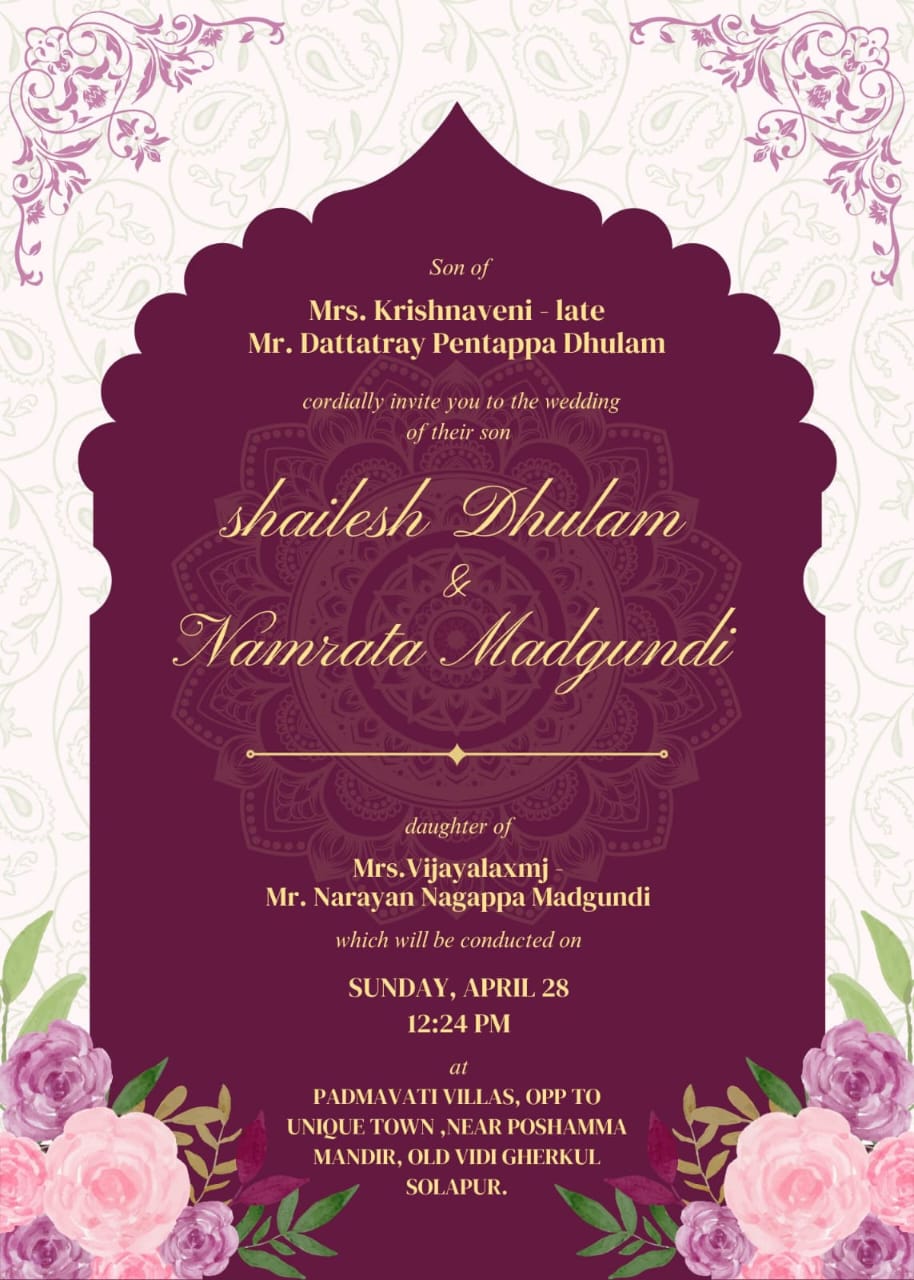 Son of
Mrs. Krishnaveni - late
Mr. Dattatray Pentappa Dhulam
cordially invite you to the wedding
of their son
shailesh Dhulam
&
Namrata Madgundi
daughter of
Mrs.Vijayalaxmj -
Mr. Narayan Nagappa Madgundi
which will be conducted on
SUNDAY, APRIL 28
12:24 PM
at
PADMAVATI VILLAS, OPP TO
UNIQUE TOWN ,NEAR POSHAMMA
MANDIR, OLD VIDI GHERKUL
SOLAPUR.